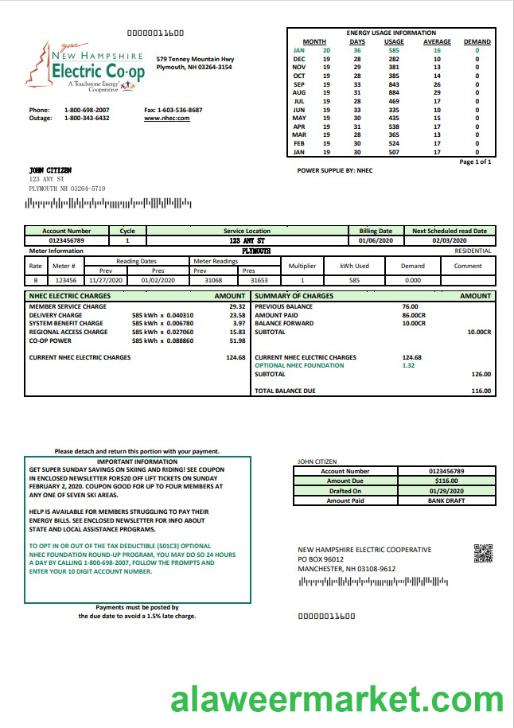 0000011600
your
NEW HAMPSHIRE
Electric Co·op
A Touchstone Energy
Cooperative
579 Tenney Mountain Hwy
Plymouth, NH 03264-3154
Phone: 1-800-698-2007 Fax: 1-603-536-8687
Outage: 1-800-343-6432 www.nhec.com
ENERGY USAGE INFORMATION
MONTH DAYS USAGE AVERAGE DEMAND
JAN 20 36 585 16 0
DEC 19 28 282 10 0
NOV 19 29 381 13 0
OCT 19 28 385 14 0
SEP 19 33 843 26 0
AUG 19 31 884 29 0
JUL 19 28 469 17 0
JUN 19 33 335 10 0
MAY 19 30 435 15 0
APR 19 31 538 17 0
MAR 19 28 365 13 0
FEB 19 30 524 17 0
JAN 19 30 507 17 0
Page 1 of 1
POWER SUPPLIE BY: NHEC
JOHN CITIZEN
123 ANY ST
PLYMOUTH NH 03264-5719
Account Number Cycle Service Location Billing Date Next Scheduled read Date
0123456789 1 123 ANY ST 01/06/2020 02/03/2020
Meter Information PLYMOUTH RESIDENTIAL
Rate Meter # Reading Dates Meter Readings Multiplier kWh Used Demand Comment
Prev Pres Prev Pres
B 123456 11/27/2020 01/02/2020 31068 31653 1 585 0.000
NHEC ELECTRIC CHARGES AMOUNT
MEMBER SERVICE CHARGE 29.32
DELIVERY CHARGE 585 kWh x 0.040310 23.58
SYSTEM BENEFIT CHARGE 585 kWh x 0.006780 3.97
REGIONAL ACCESS CHARGE 585 kWh x 0.027060 15.83
CO-OP POWER 585 kWh x 0.088860 51.98
CURRENT NHEC ELECTRIC CHARGES 124.68
SUMMARY OF CHARGES AMOUNT
PREVIOUS BALANCE 76.00
AMOUNT PAID 86.00CR
BALANCE FORWARD 10.00CR
SUBTOTAL 10.00CR
CURRENT NHEC ELECTRIC CHARGES 124.68
OPTIONAL NHEC FOUNDATION 1.32
SUBTOTAL 126.00
TOTAL BALANCE DUE 116.00
Please detach and return this portion with your payment.
IMPORTANT INFORMATION
GET SUPER SUNDAY SAVINGS ON SKIING AND RIDING! SEE COUPON
IN ENCLOSED NEWSLETTER FOR$20 OFF LIFT TICKETS ON SUNDAY
FEBRUARY 2, 2020. COUPON GOOD FOR UP TO FOUR MEMBERS AT
ANY ONE OF SEVEN SKI AREAS.
HELP IS AVAILABLE FOR MEMBERS STRUGGLING TO PAY THEIR
ENERGY BILLS. SEE ENCLOSED NEWSLETTER FOR INFO ABOUT
STATE AND LOCAL ASSISTANCE PROGRAMS.
TO OPT IN OR OUT OF THE TAX DEDUCTIBLE (501C3) OPTIONAL
NHEC FOUNDATION ROUND-UP PROGRAM, YOU MAY DO SO 24 HOURS
A DAY BY CALLING 1-800-698-2007, FOLLOW THE PROMPTS AND
ENTER YOUR 10 DIGIT ACCOUNT NUMBER.
Payments must be posted by
the due date to avoid a 1.5% late charge.
JOHN CITIZEN
Account Number 0123456789
Amount Due $116.00
Drafted On 01/29/2020
Amount Paid BANK DRAFT
NEW HAMPSHIRE ELECTRIC COOPERATIVE
PO BOX 96012
MANCHESTER, NH 03108-9612
0000011600
alaweermarket.com